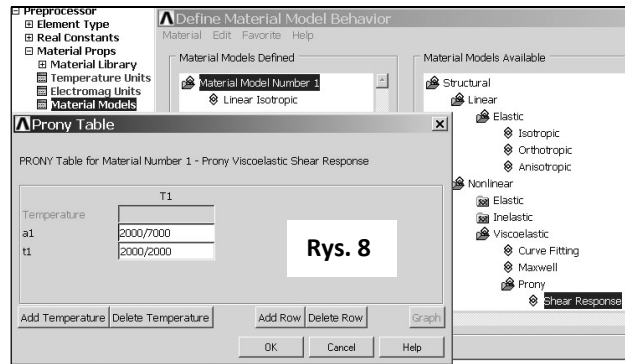 Preprocessor
Element Type
Real Constants
Material Props
Material Library
Temperature Units
Electromag Units
Material Models
Define Material Model Behavior
Material Edit Favorite Help
Material Models Defined
Material Model Number 1
Linear Isotropic
Material Models Available
Structural
Linear
Elastic
Isotropic
Orthotropic
Anisotropic
Nonlinear
Elastic
Inelastic
Viscoelastic
Curve Fitting
Maxwell
Prony
Shear Response
Prony Table
PRONY Table for Material Number 1 - Prony Viscoelastic Shear Response
T1
Temperature
a1 2000/7000
t1 2000/2000
Rys. 8
Add Temperature Delete Temperature Add Row Delete Row Graph
OK Cancel Help